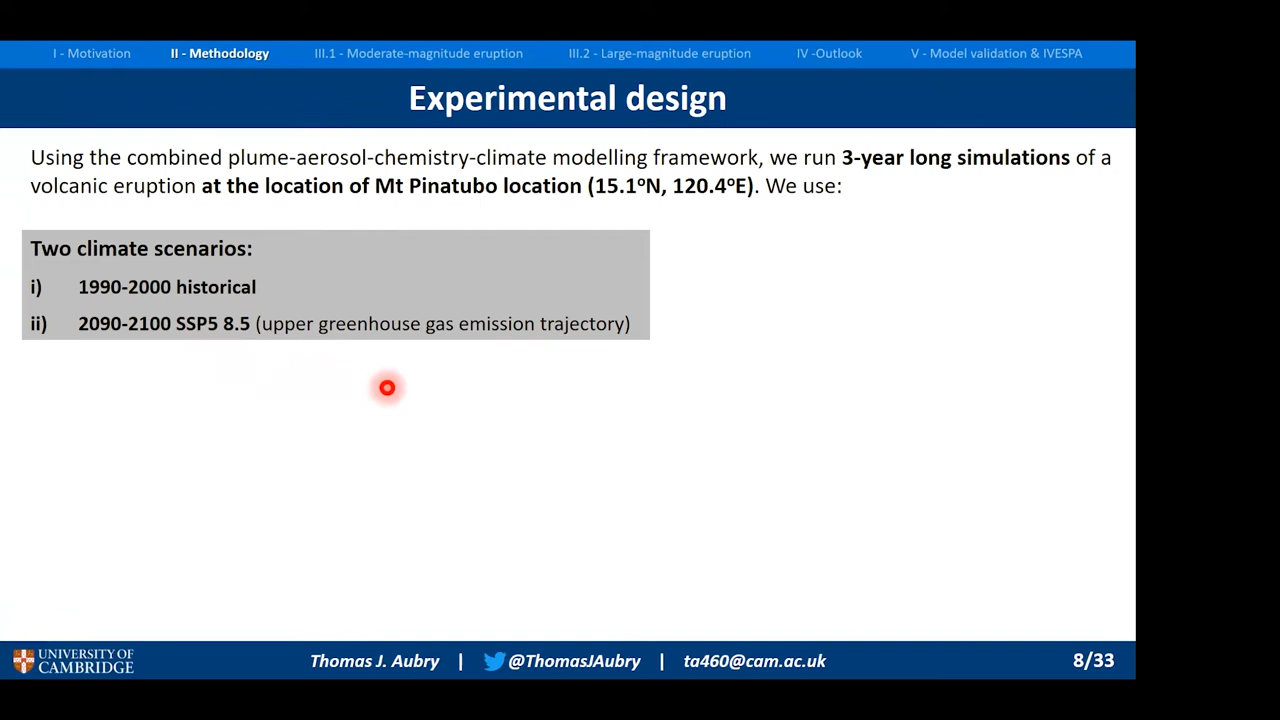 I - Motivation II - Methodology III.1 - Moderate-magnitude eruption III.2 - Large-magnitude eruption IV -Outlook V - Model validation & IVESPA
Experimental design
Using the combined plume-aerosol-chemistry-climate modelling framework, we run 3-year long simulations of a
volcanic eruption at the location of Mt Pinatubo location (15.1°N, 120.4°E). We use:
Two climate scenarios:
i) 1990-2000 historical
ii) 2090-2100 SSP5 8.5 (upper greenhouse gas emission trajectory)
UNIVERSITY OF
CAMBRIDGE
Thomas J. Aubry | @ThomasJAubry | ta460@cam.ac.uk 8/33